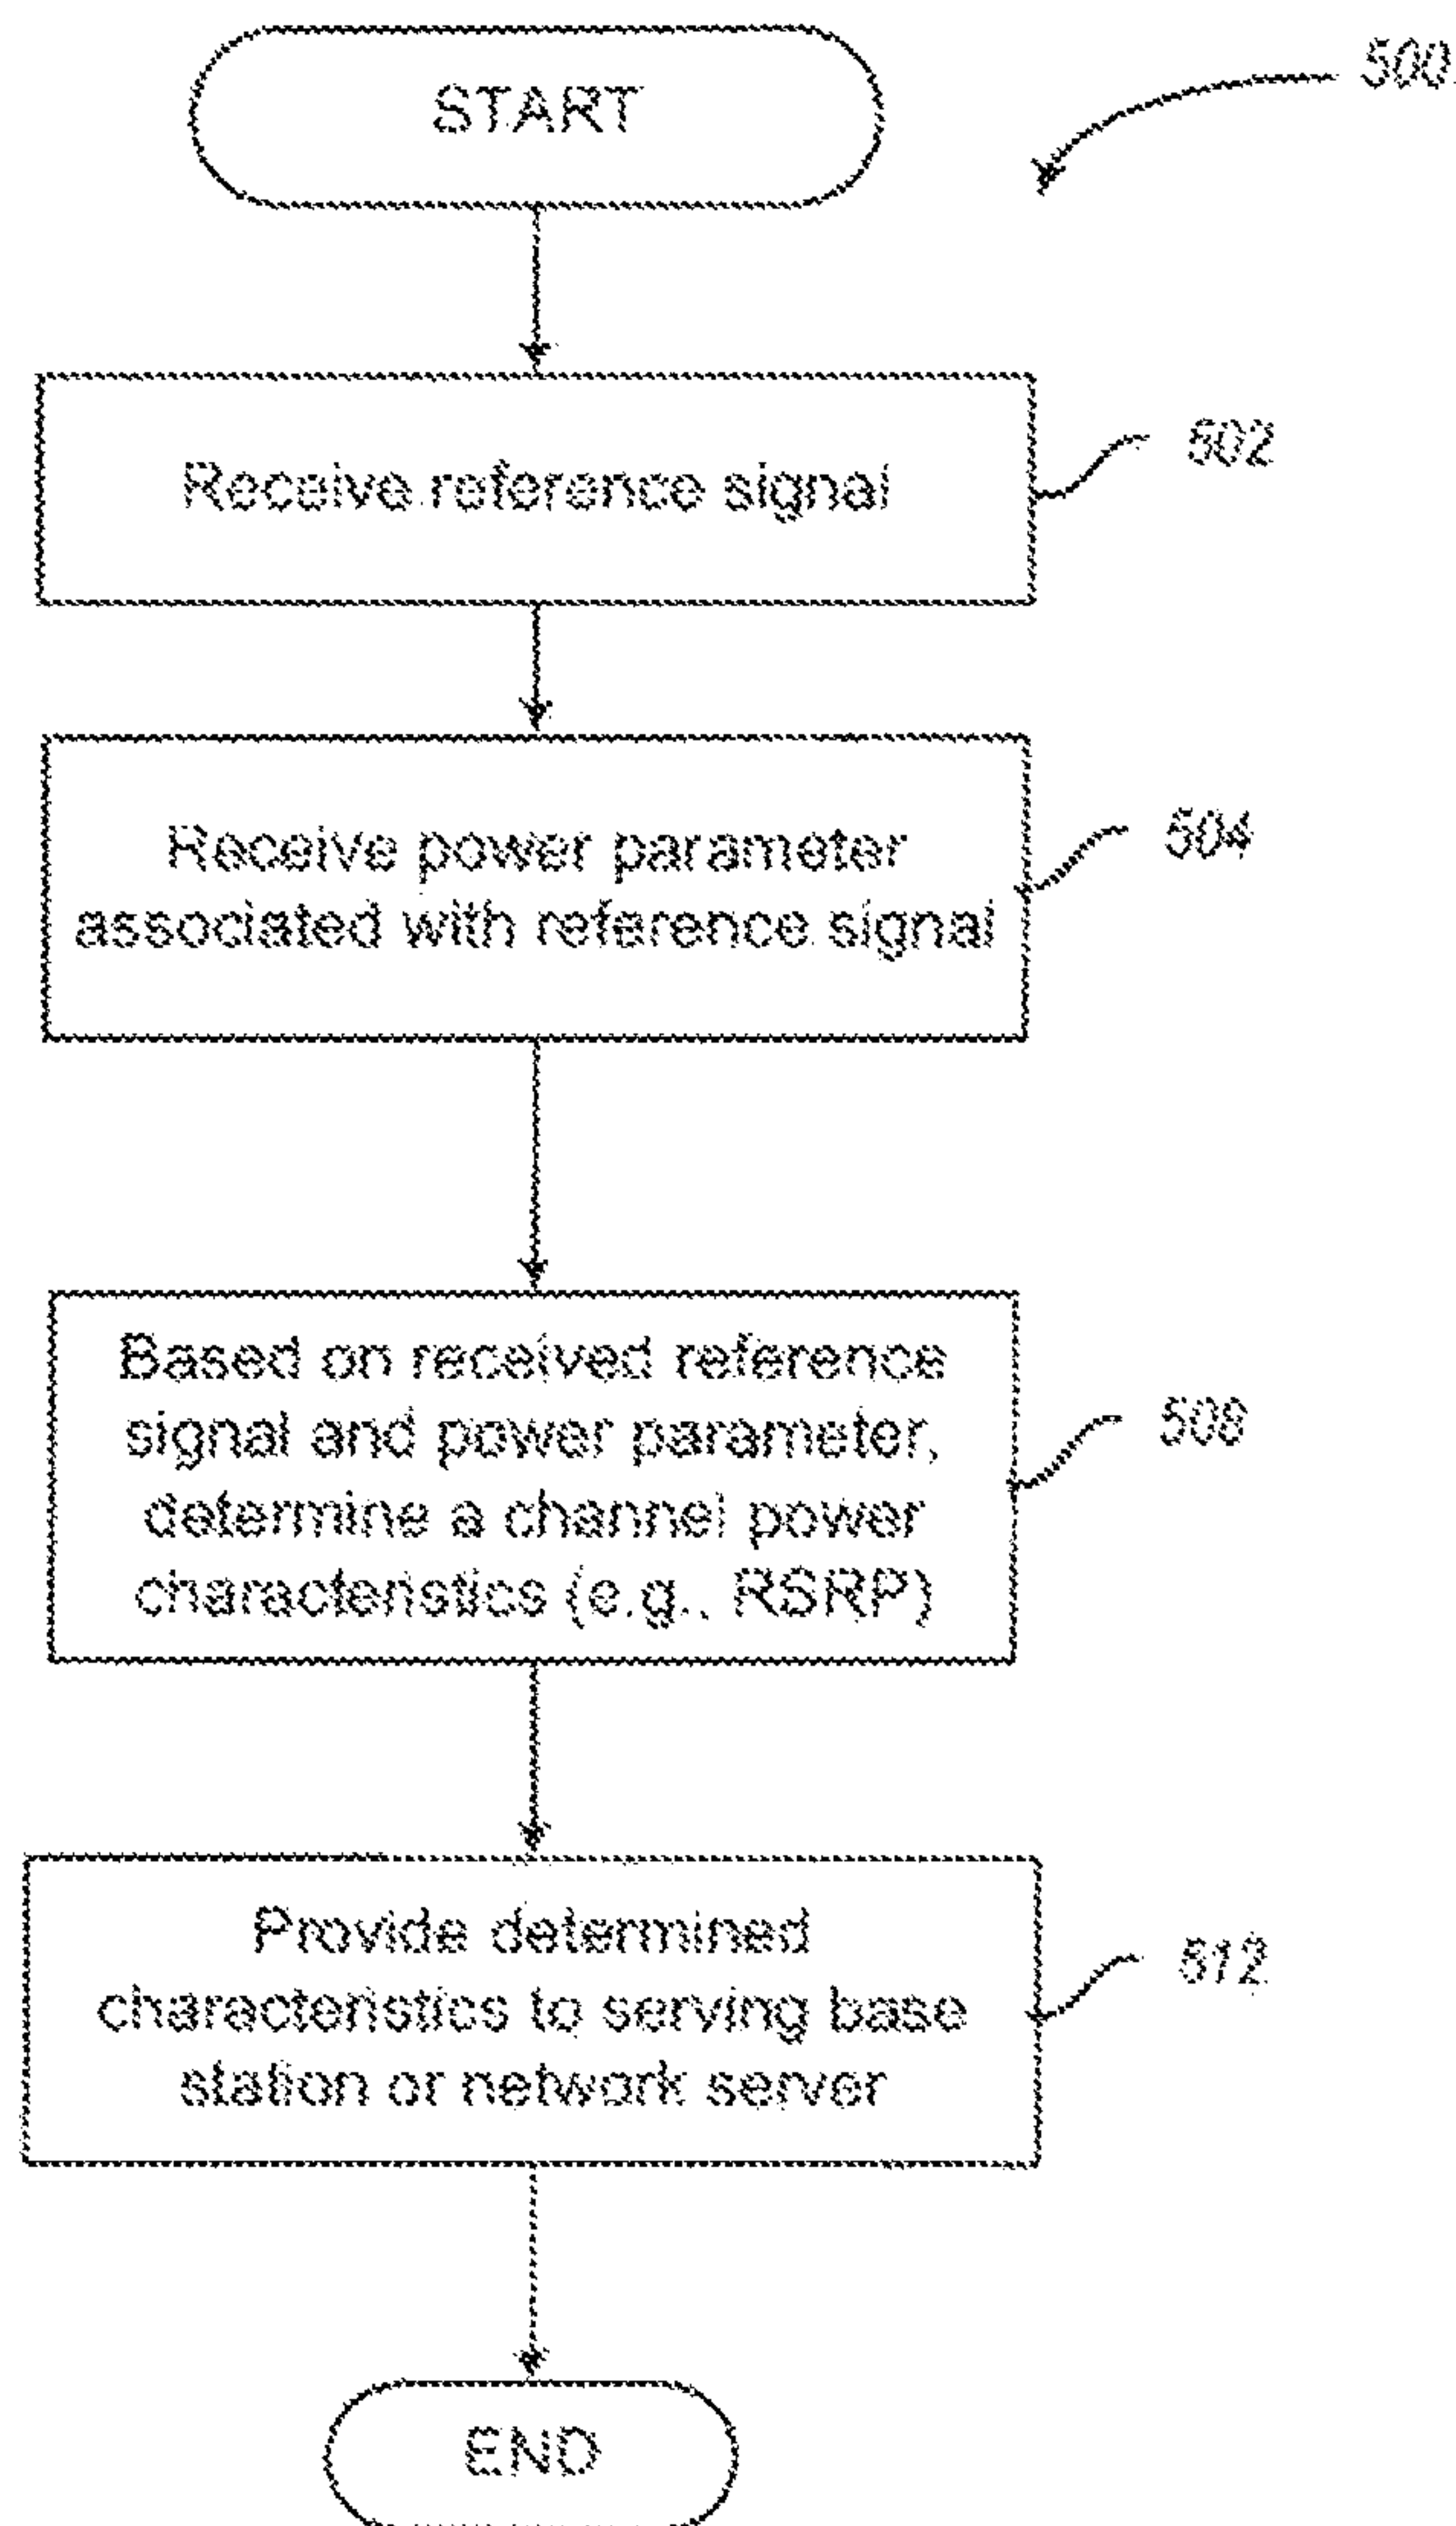 START
500
Receive reference signal
502
Receive power parameter
associated with reference signal
504
Based on received reference
signal and power parameter,
determine a channel power
characteristics (e.g., RSRP)
508
Provide determined
characteristics to serving base
station or network server
512
END